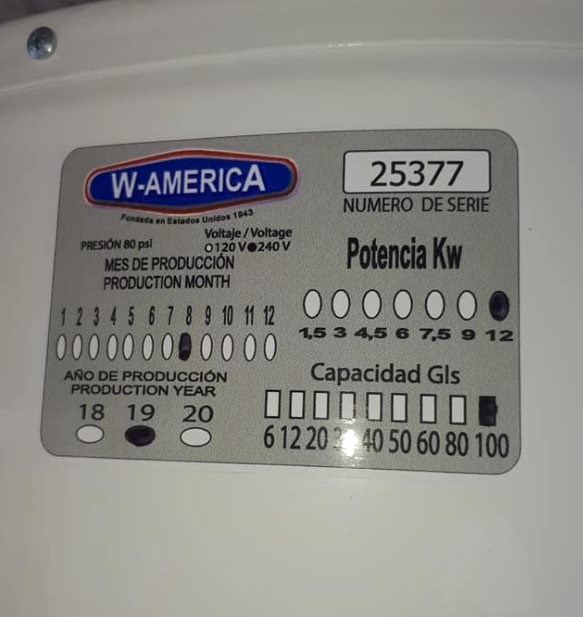 W-AMERICA
Fundada en Estados Unidos 1943
25377
NUMERO DE SERIE
PRESIÓN 80 psi
Voltaje / Voltage
120 V 240 V
MES DE PRODUCCIÓN
PRODUCTION MONTH
1 2 3 4 5 6 7 8 9 10 11 12
Potencia Kw
1,5 3 4,5 6 7,5 9 12
AÑO DE PRODUCCIÓN
PRODUCTION YEAR
18 19 20
Capacidad Gls
6 12 20 40 50 60 80 100